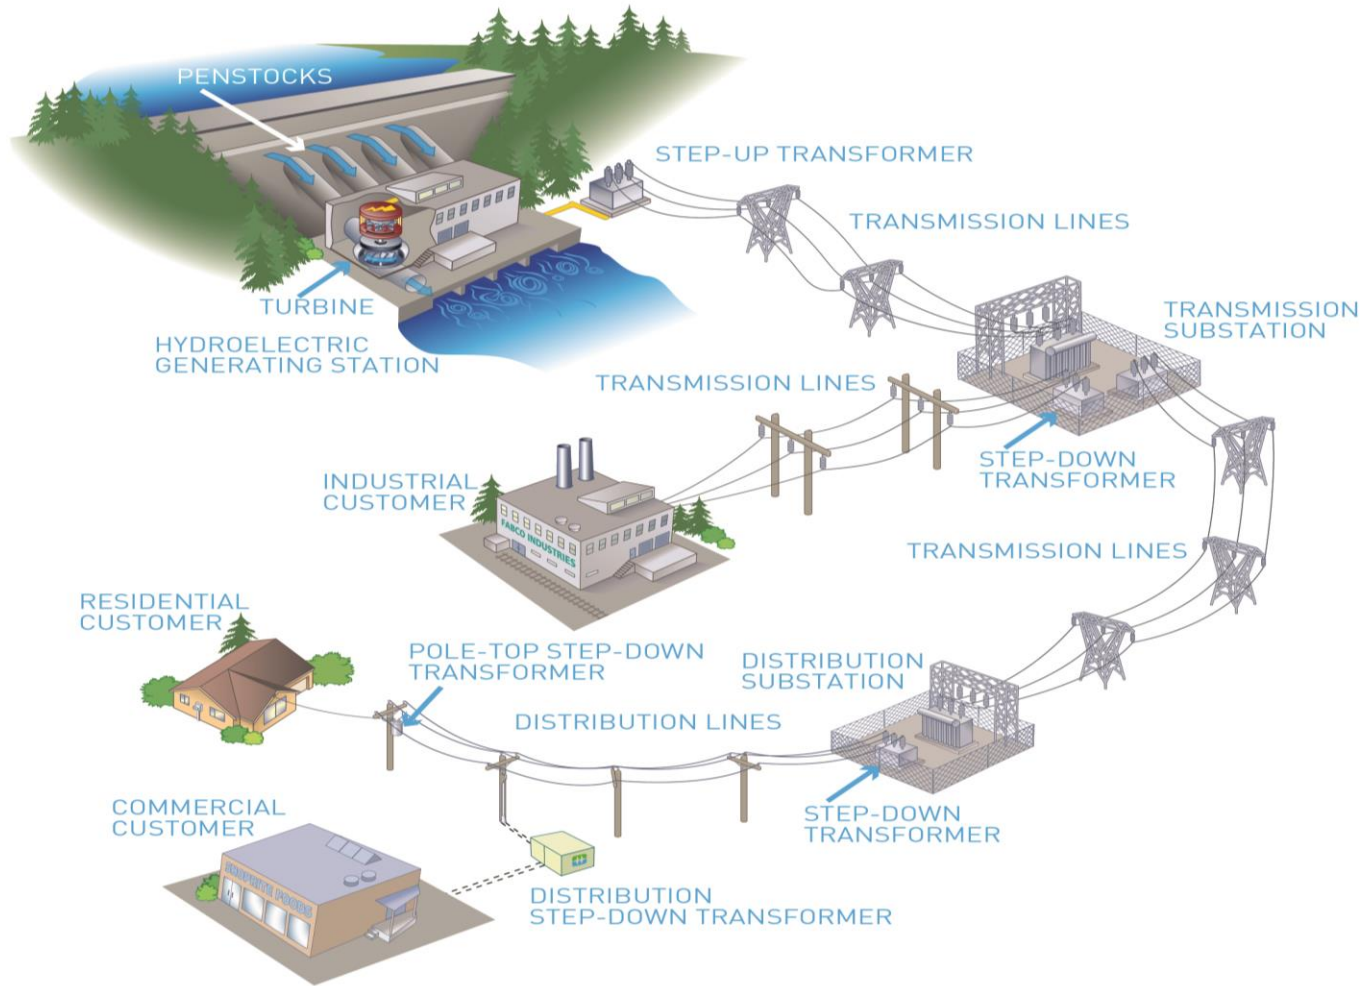 PENSTOCKS
STEP-UP TRANSFORMER
TRANSMISSION LINES
TURBINE
HYDROELECTRIC
GENERATING STATION
TRANSMISSION
SUBSTATION
TRANSMISSION LINES
STEP-DOWN
TRANSFORMER
INDUSTRIAL
CUSTOMER
FABCO INDUSTRIES
TRANSMISSION LINES
RESIDENTIAL
CUSTOMER
POLE-TOP STEP-DOWN
TRANSFORMER
DISTRIBUTION
SUBSTATION
DISTRIBUTION LINES
STEP-DOWN
TRANSFORMER
COMMERCIAL
CUSTOMER
SHOPRITE FOODS
DISTRIBUTION
STEP-DOWN TRANSFORMER